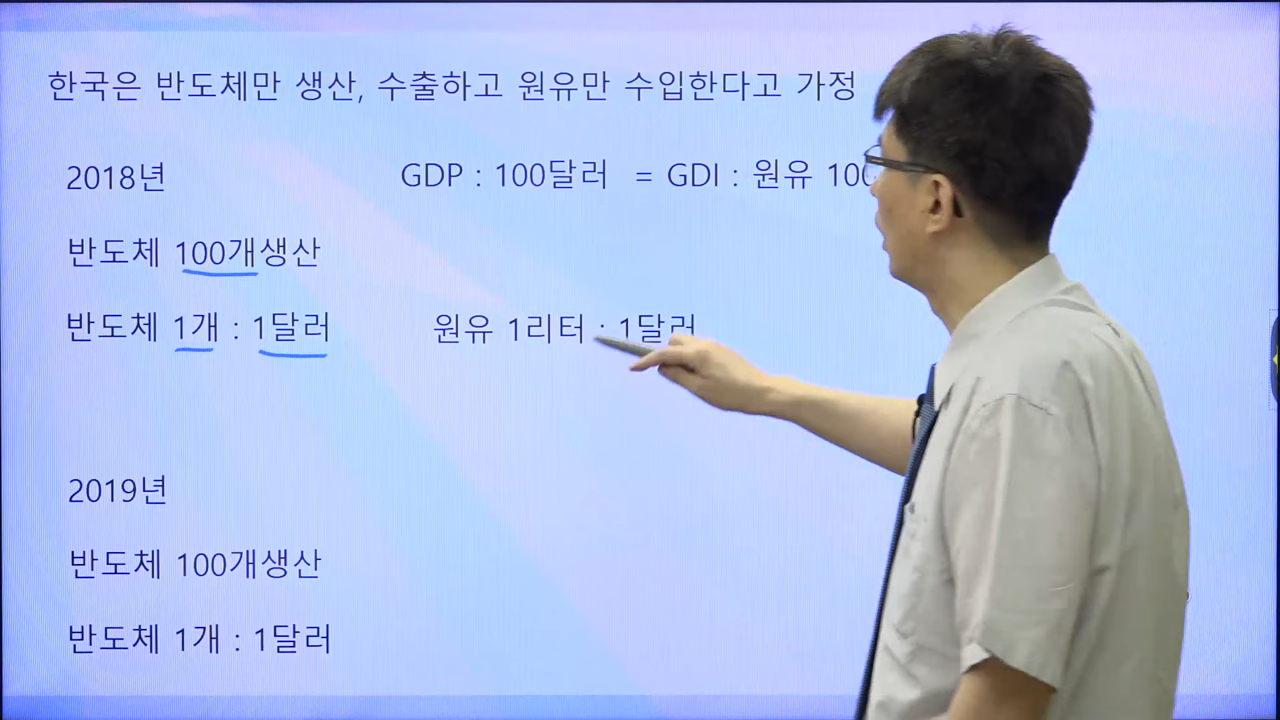 한국은 반도체만 생산, 수출하고 원유만 수입한다고 가정
2018년 GDP : 100달러 = GDI : 원유 100
반도체 100개생산
반도체 1개 : 1달러 원유 1리터 : 1달러
2019년
반도체 100개생산
반도체 1개 : 1달러